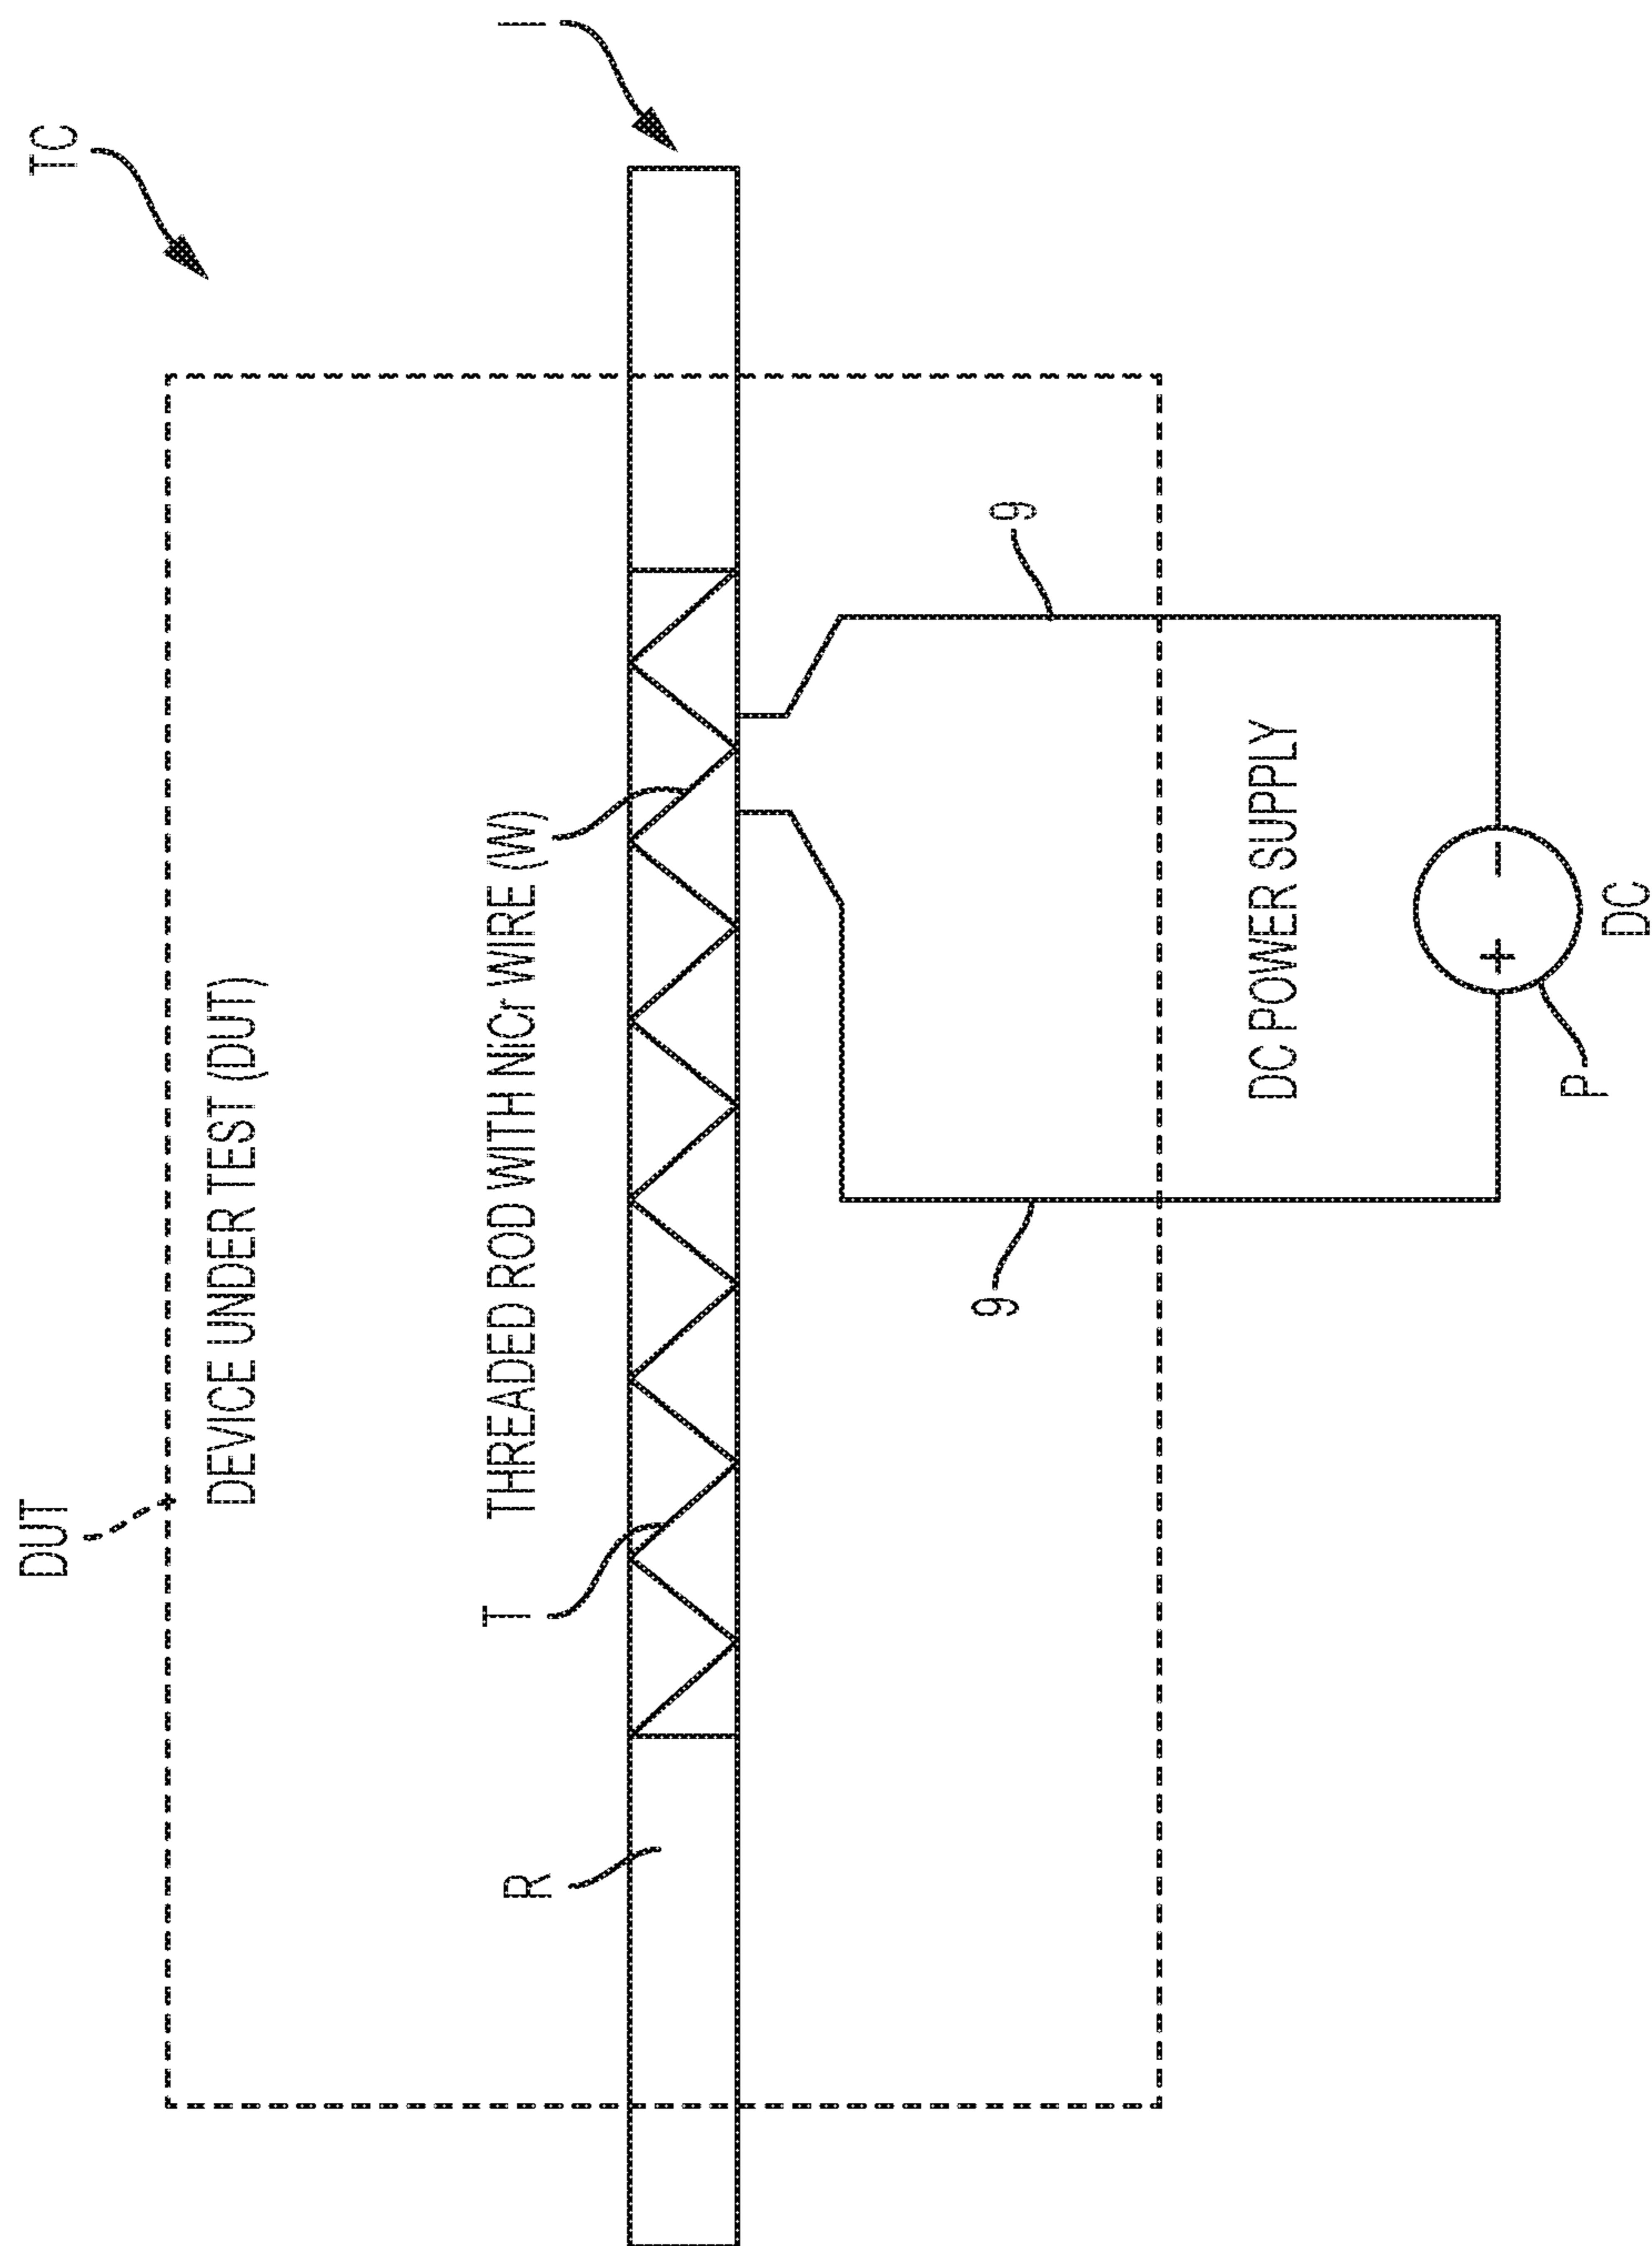 DUT
TC
DEVICE UNDER TEST (DUT)
R
T
THREADED ROD WITH NiCr WIRE (W)
I
9
9
DC POWER SUPPLY
+ -
P
DC